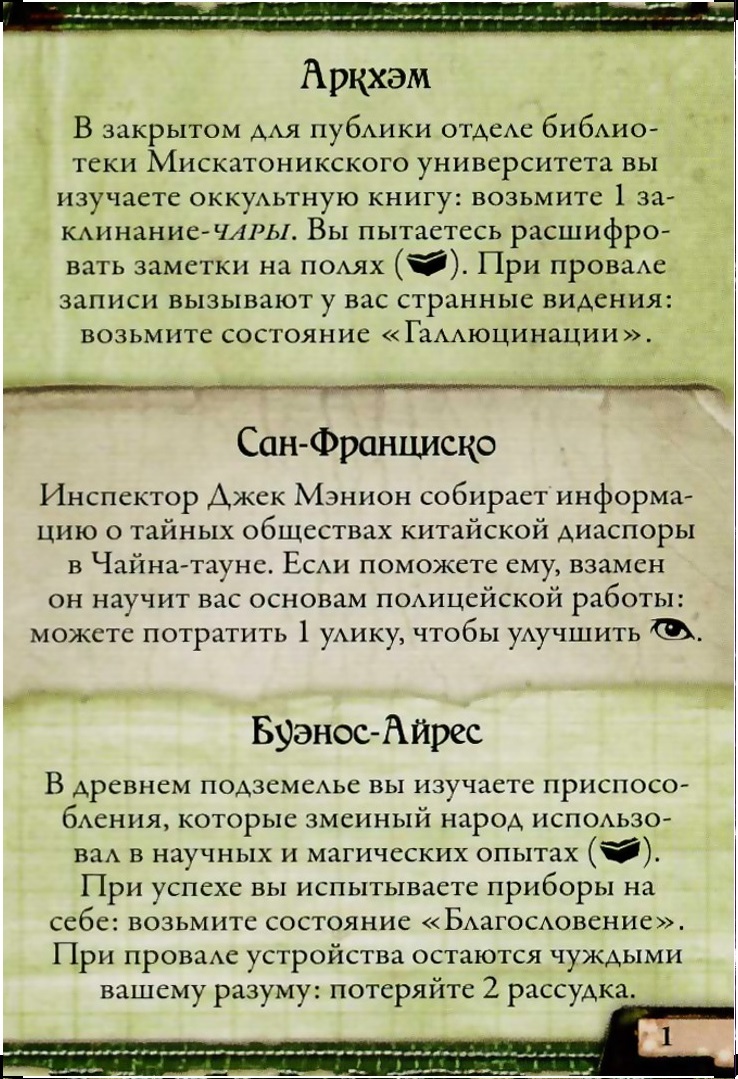 Аркхэм
В закрытом для публики отделе библио-
теки Мискатоникского университета вы
изучаете оккультную книгу: возьмите 1 за-
клинание-ЧАРЫ. Вы пытаетесь расшифро-
вать заметки на полях (). При провале
записи вызывают у вас странные видения:
возьмите состояние «Галлюцинации».
Сан-Франциско
Инспектор Джек Мэнион собирает информа-
цию о тайных обществах китайской диаспоры
в Чайна-тауне. Если поможете ему, взамен
он научит вас основам полицейской работы:
можете потратить 1 улику, чтобы улучшить .
Буэнос-Айрес
В древнем подземелье вы изучаете приспосо-
бления, которые змеиный народ использо-
вал в научных и магических опытах ().
При успехе вы испытываете приборы на
себе: возьмите состояние «Благословение».
При провале устройства остаются чуждыми
вашему разуму: потеряйте 2 рассудка.
1